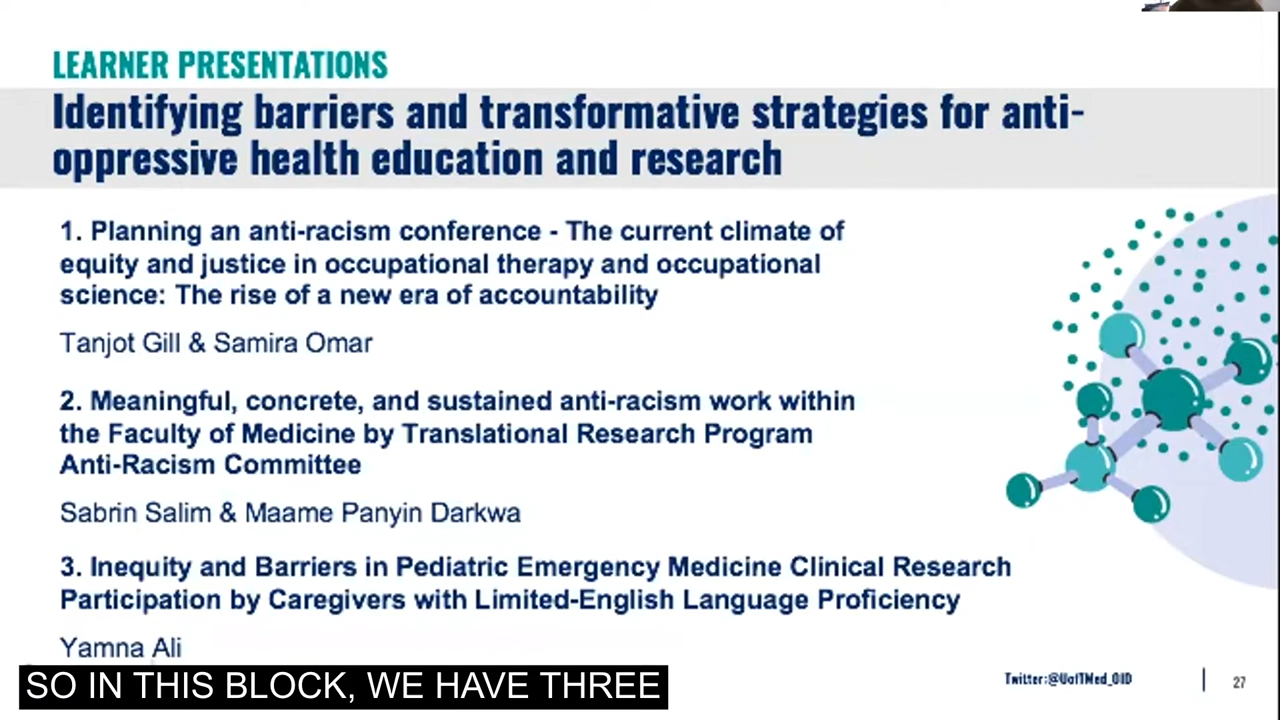 LEARNER PRESENTATIONS
Identifying barriers and transformative strategies for anti-
oppressive health education and research
1. Planning an anti-racism conference - The current climate of
equity and justice in occupational therapy and occupational
science: The rise of a new era of accountability
Tanjot Gill & Samira Omar
2. Meaningful, concrete, and sustained anti-racism work within
the Faculty of Medicine by Translational Research Program
Anti-Racism Committee
Sabrin Salim & Maame Panyin Darkwa
3. Inequity and Barriers in Pediatric Emergency Medicine Clinical Research
Participation by Caregivers with Limited-English Language Proficiency
Yamna Ali
SO IN THIS BLOCK, WE HAVE THREE
Twitter:@UofTMed_OID
27